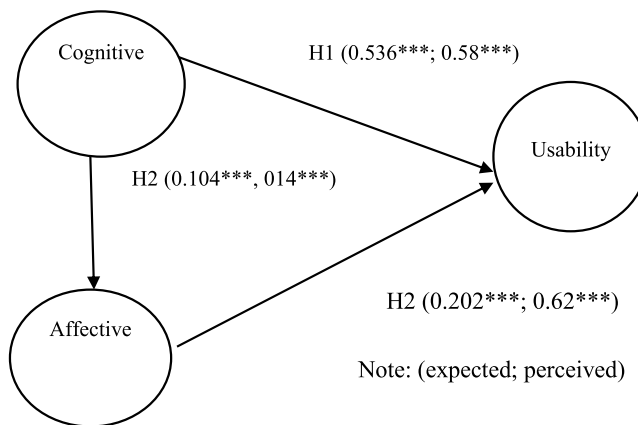 Cognitive
H1 (0.536***; 0.58***)
Usability
H2 (0.104***, 014***)
H2 (0.202***; 0.62***)
Affective
Note: (expected; perceived)